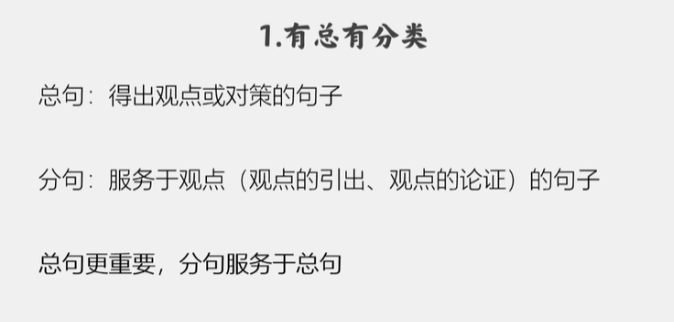 1.有总有分类
总句：得出观点或对策的句子
分句：服务于观点（观点的引出、观点的论证）的句子
总句更重要，分句服务于总句